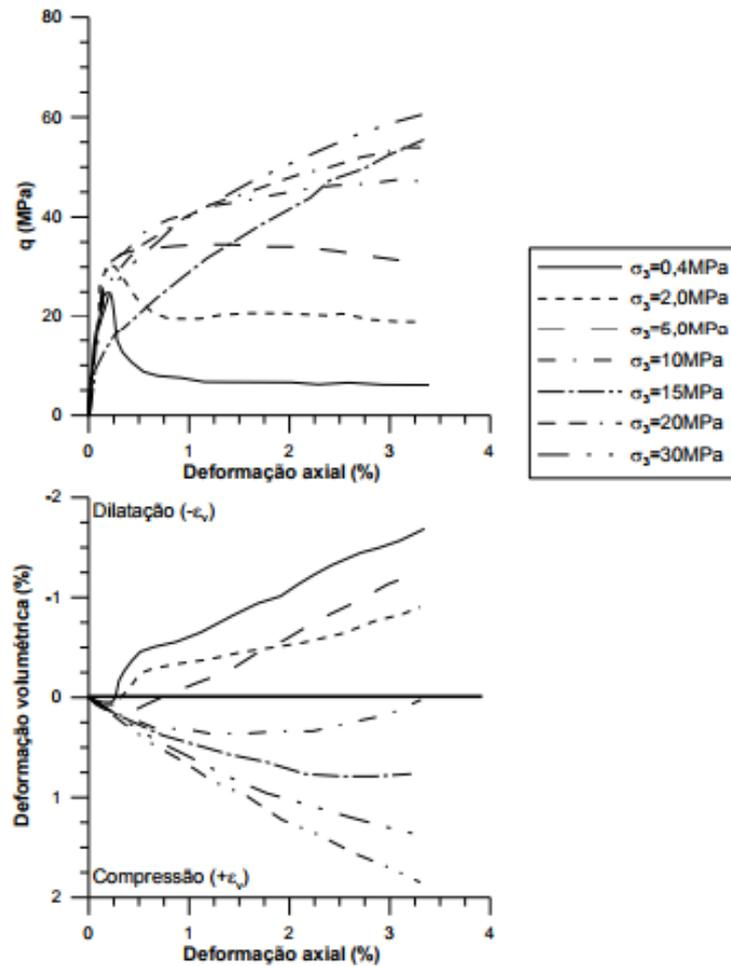 80
60
40
20
0
q (MPa)
0 1 2 3 4
Deformação axial (%)
σ₃=0,4MPa
σ₃=2,0MPa
σ₃=6,0MPa
σ₃=10MPa
σ₃=15MPa
σ₃=20MPa
σ₃=30MPa
-2
-1
0
1
2
Deformação volumétrica (%)
Dilatação (-εᵥ)
Compressão (+εᵥ)
0 1 2 3 4
Deformação axial (%)